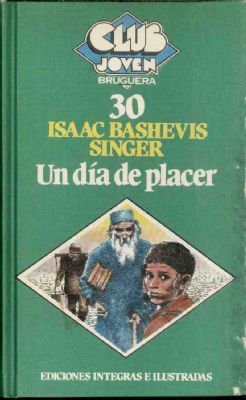 CLUB
JOVEN
BRUGUERA
30
ISAAC BASHEVIS
SINGER
Un día de placer
EDICIONES INTEGRAS E ILUSTRADAS